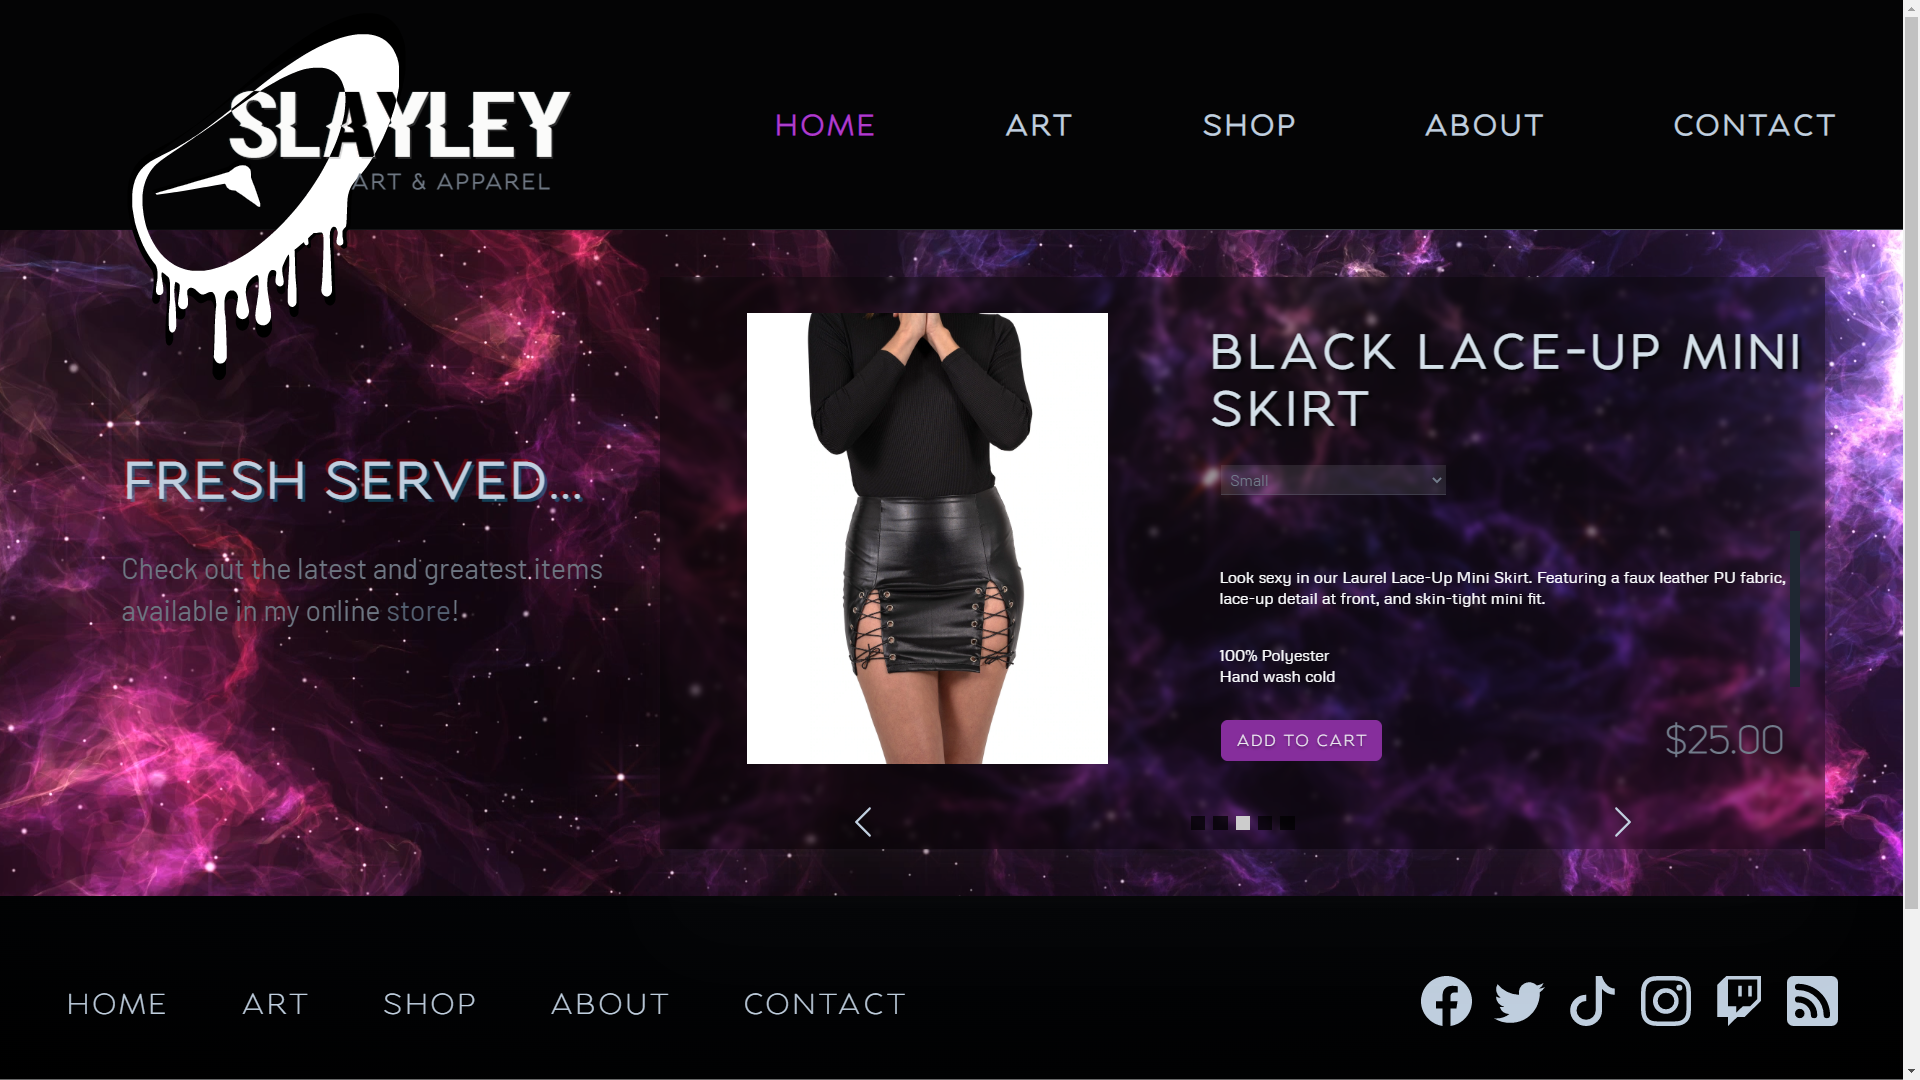 SLAYLEY
ART & APPAREL
HOME
ART
SHOP
ABOUT
CONTACT
FRESH SERVED...
Check out the latest and greatest items
available in my online store!
BLACK LACE-UP MINI
SKIRT
Small
Look sexy in our Laurel Lace-Up Mini Skirt. Featuring a faux leather PU fabric,
lace-up detail at front, and skin-tight mini fit.
100% Polyester
Hand wash cold
ADD TO CART
$25.00
HOME
ART
SHOP
ABOUT
CONTACT